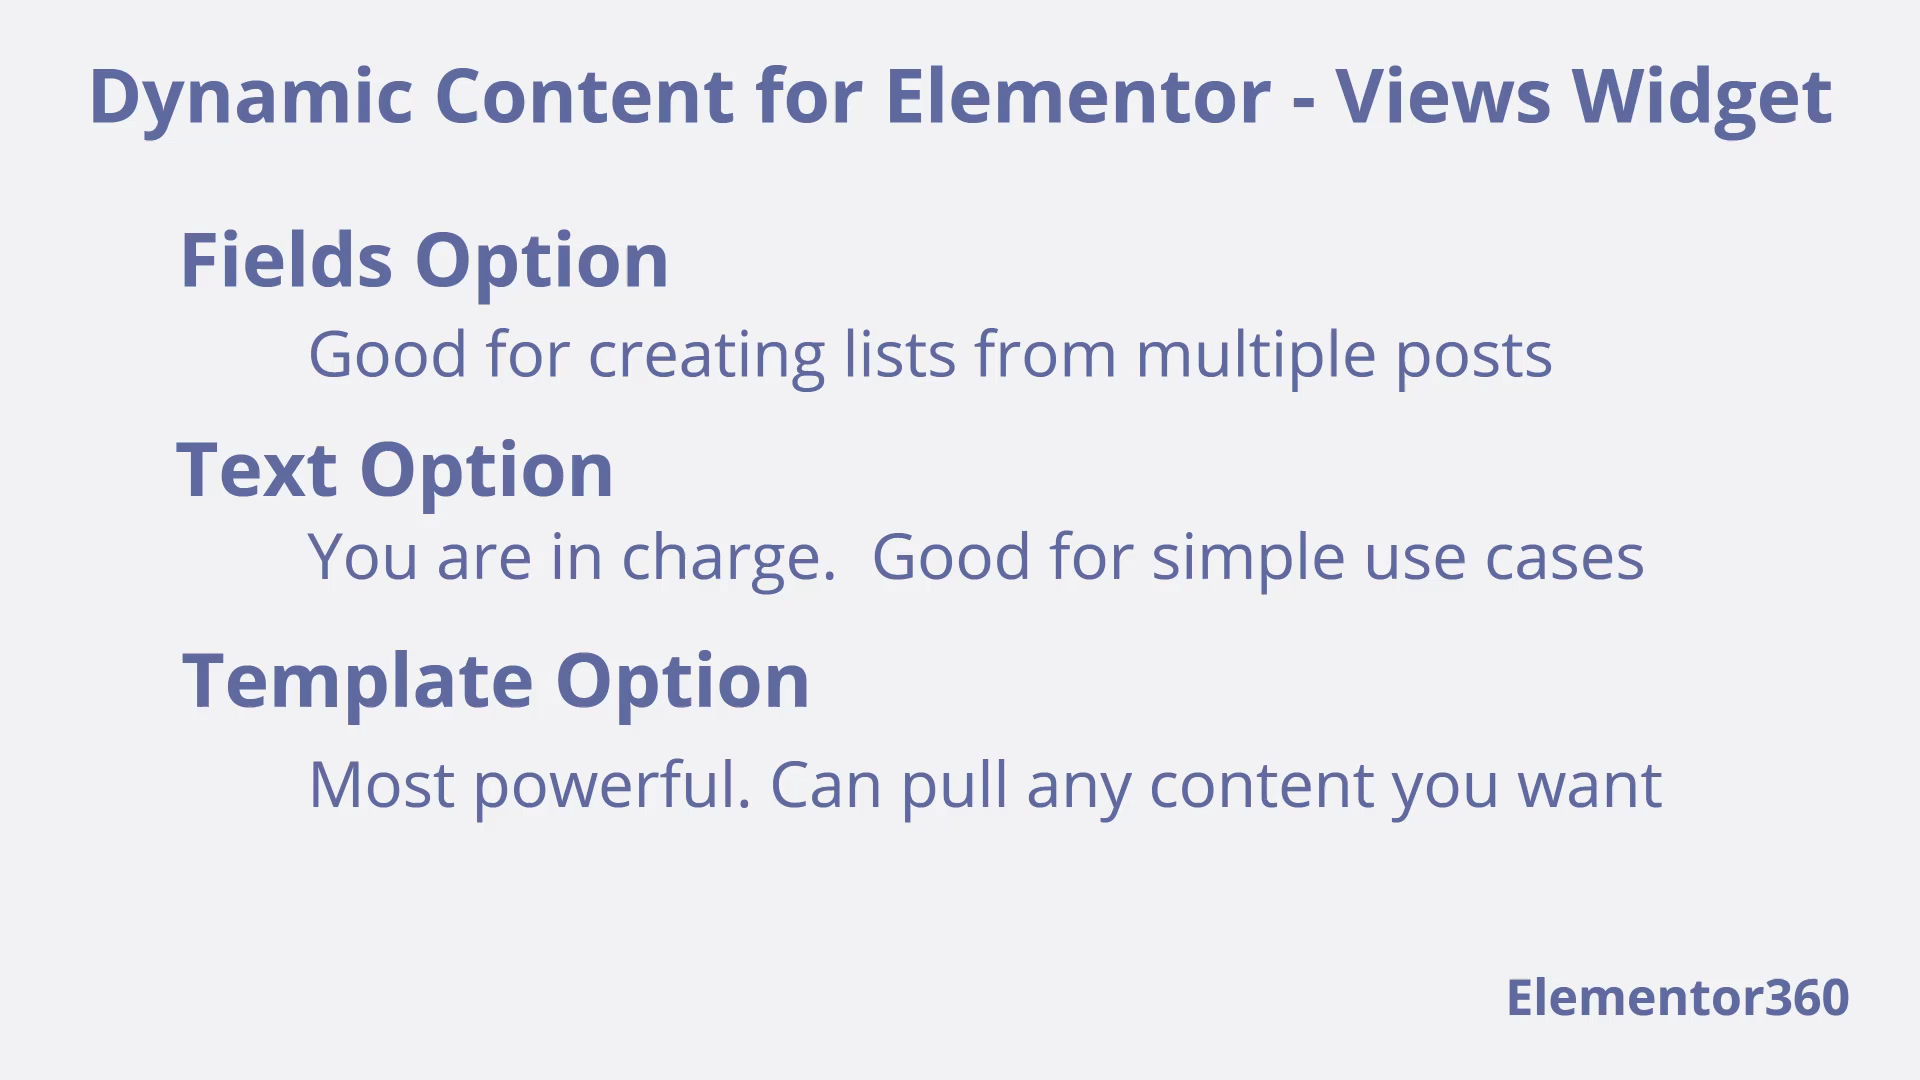 Dynamic Content for Elementor - Views Widget
Fields Option
Good for creating lists from multiple posts
Text Option
You are in charge.  Good for simple use cases
Template Option
Most powerful. Can pull any content you want
Elementor360